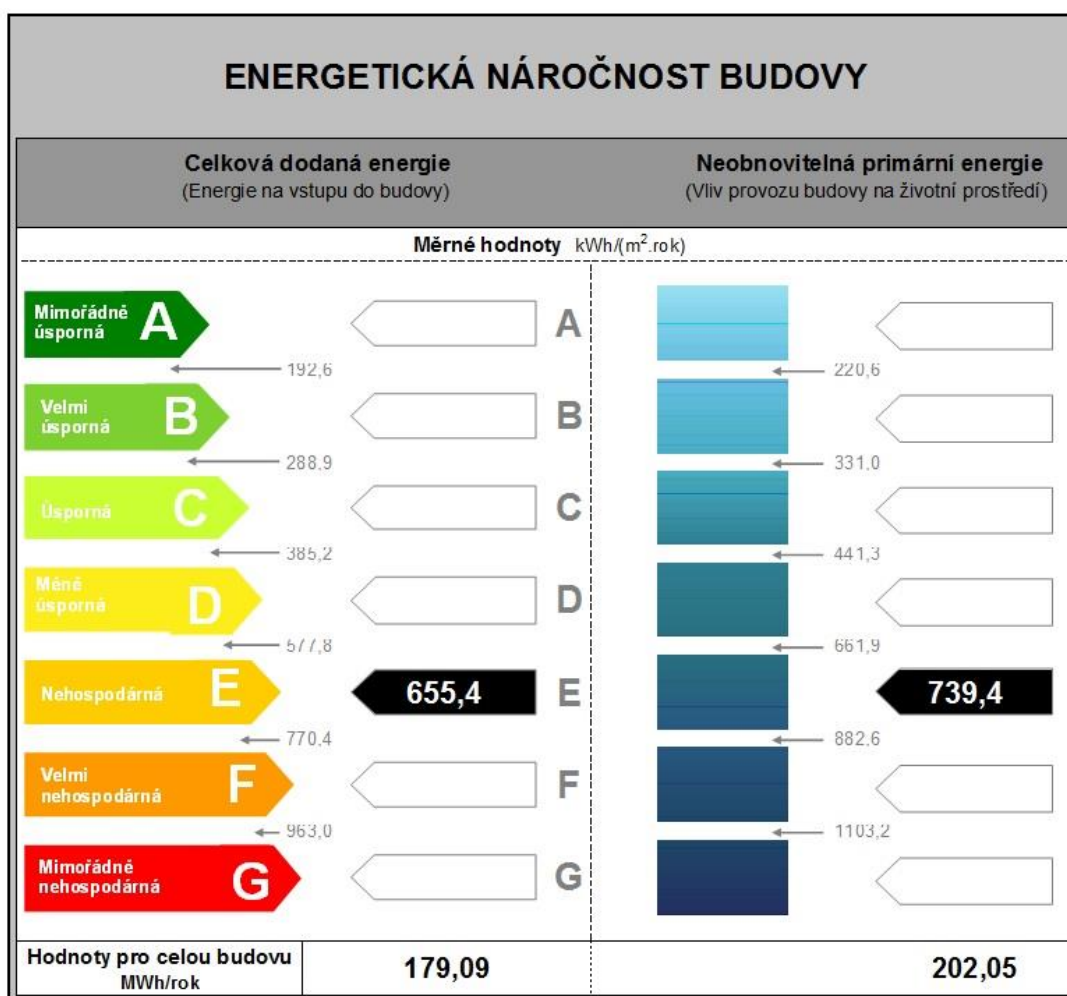 ENERGETICKÁ NÁROČNOST BUDOVY
Celková dodaná energie
(Energie na vstupu do budovy)
Neobnovitelná primární energie
(Vliv provozu budovy na životní prostředí)
Měrné hodnoty kWh/(m².rok)
Mimořádně
úsporná
A
A
192,6
220,6
Velmi
úsporná
B
B
288,9
331,0
Úsporná
C
C
385,2
441,3
Méně
úsporná
D
D
577,8
661,9
Nehospodárná
E
655,4
E
739,4
770,4
882,6
Velmi
nehospodárná
F
F
963,0
1103,2
Mimořádně
nehospodárná
G
G
Hodnoty pro celou budovu
MWh/rok
179,09
202,05